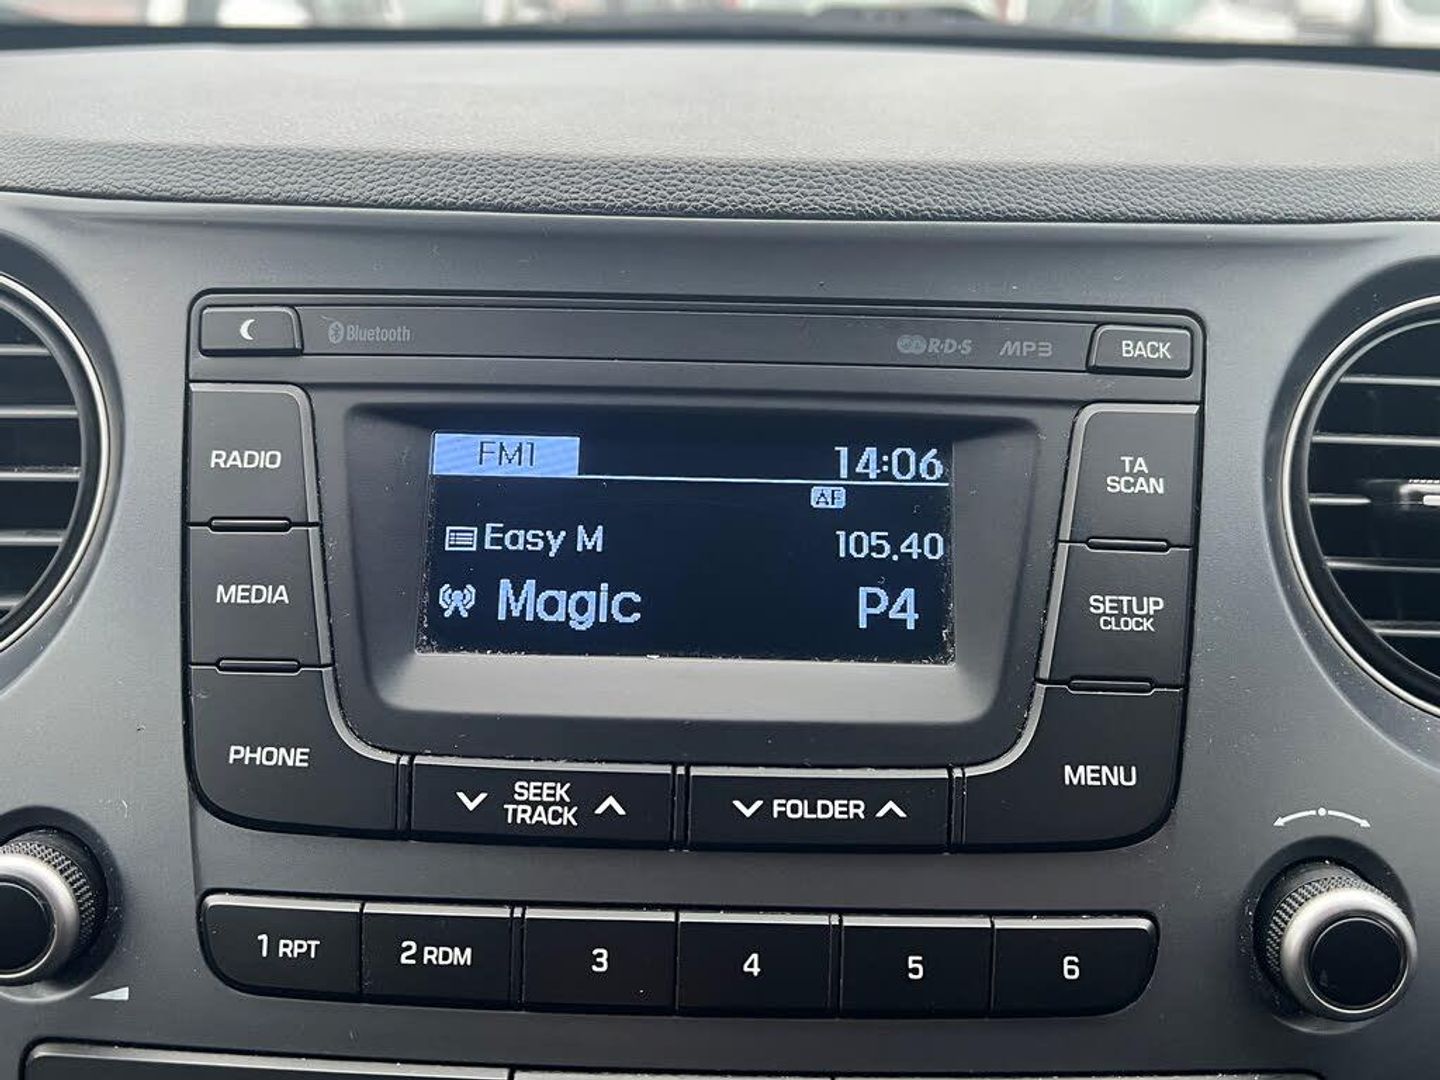 Bluetooth
R·D·S
MP3
BACK
RADIO
FM1
14:06
TA
SCAN
AF
Easy M
105.40
MEDIA
Magic
P4
SETUP
CLOCK
PHONE
SEEK
TRACK
FOLDER
MENU
1 RPT
2 RDM
3
4
5
6